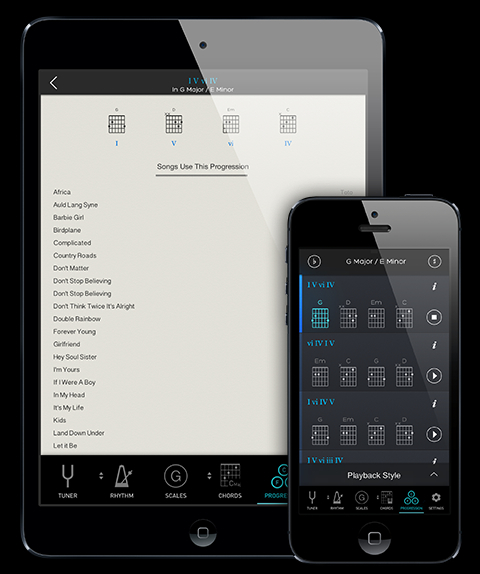 I V vi IV
In G Major / E Minor
G D Em C
I V vi IV
Songs Use This Progression
Africa
Auld Lang Syne
Barbie Girl
Birdplane
Complicated
Country Roads
Don't Matter
Don't Stop Believing
Don't Stop Believing
Don't Think Twice It's Alright
Double Rainbow
Forever Young
Girlfriend
Hey Soul Sister
I'm Yours
If I Were A Boy
In My Head
It's My Life
Kids
Land Down Under
Let it Be
TUNER RHYTHM SCALES CHORDS
G
G Major / E Minor
I V vi IV i
G D Em C
vi IV I V i
Em C G D
I vi IV V i
G Em C D
I V vi iii IV
Playback Style
TUNER RHYTHM SCALES CHORDS PROGRESSION SETTINGS